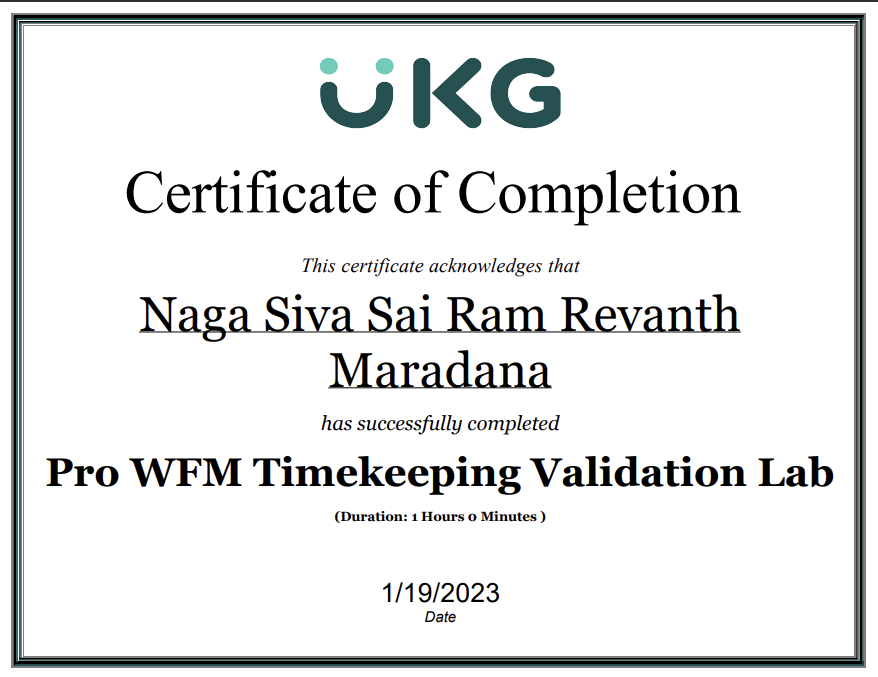 UKG
Certificate of Completion
This certificate acknowledges that
Naga Siva Sai Ram Revanth
Maradana
has successfully completed
Pro WFM Timekeeping Validation Lab
(Duration: 1 Hours 0 Minutes )
1/19/2023
Date